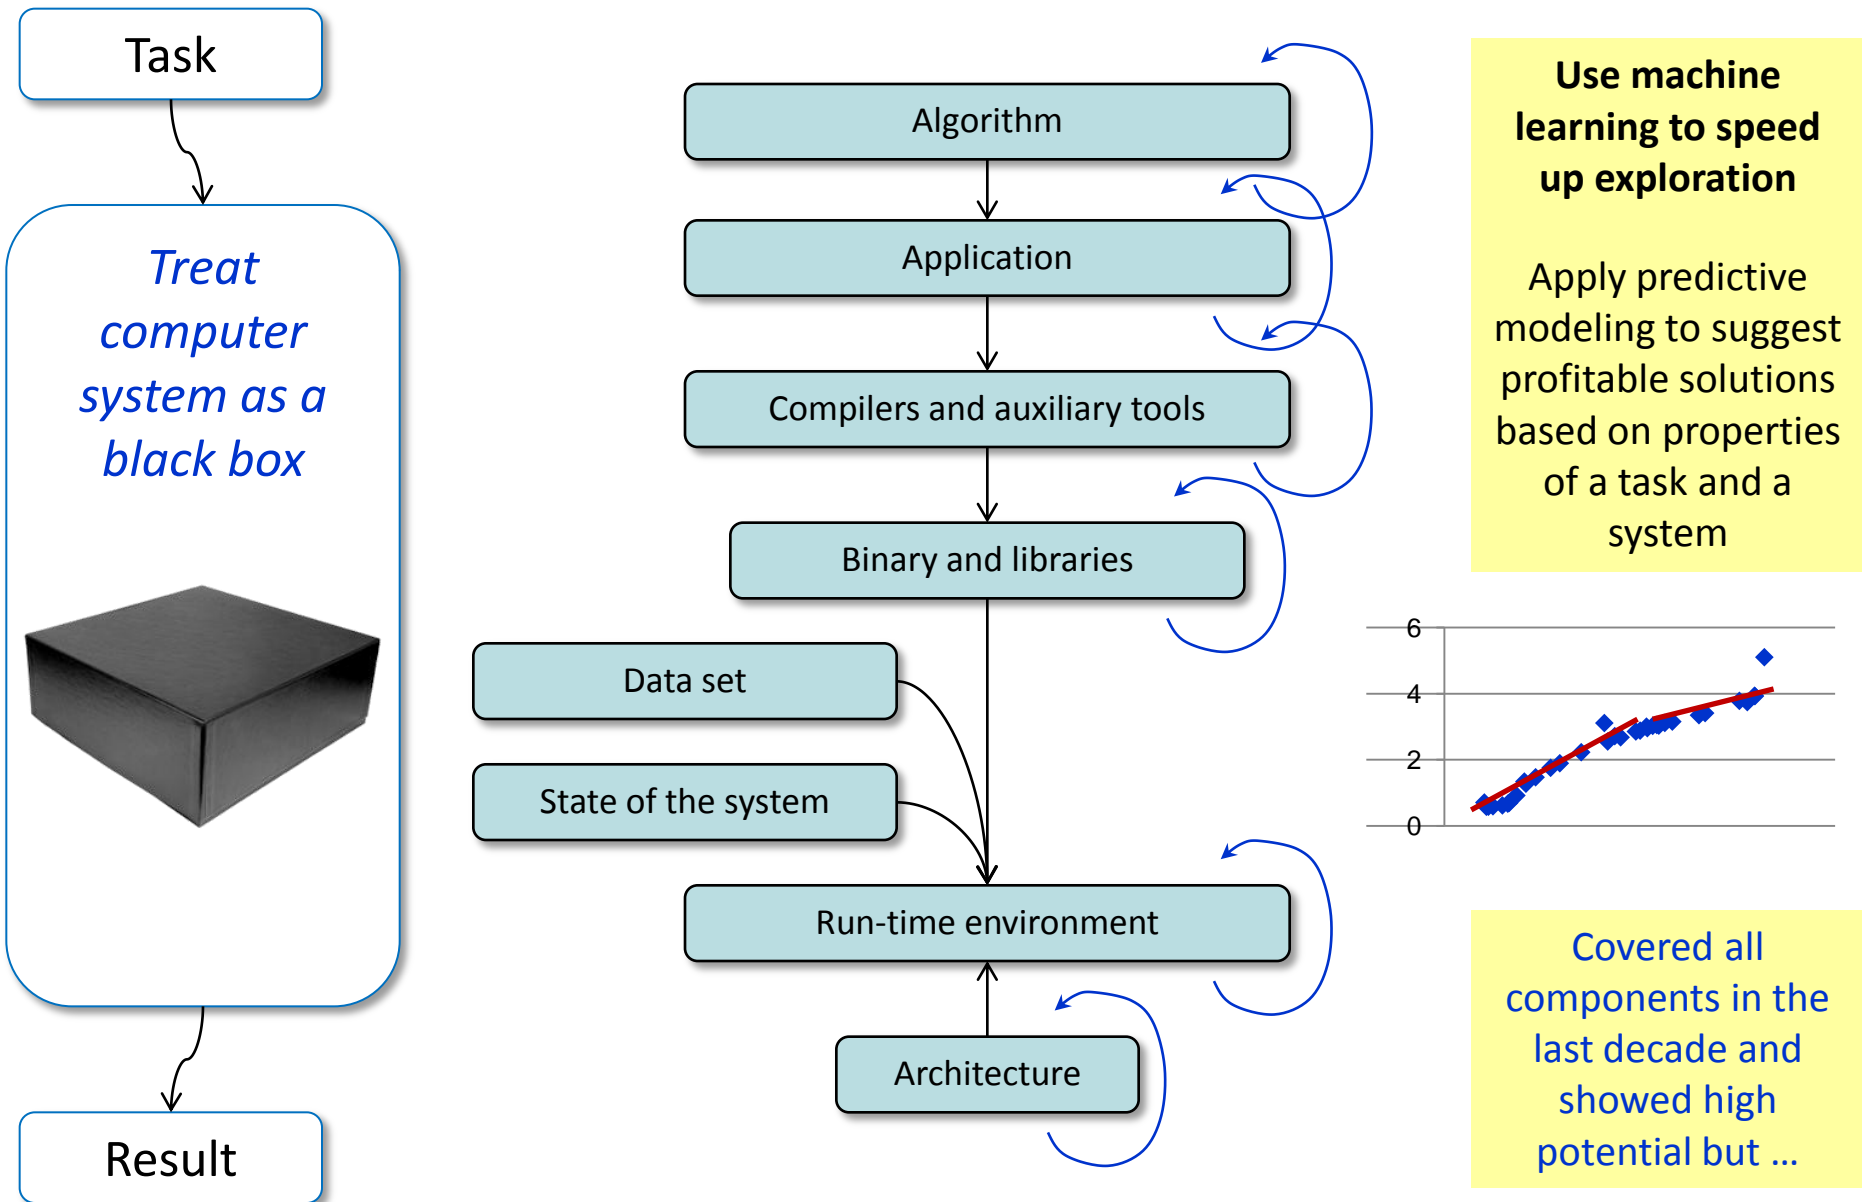 Task
Treat
computer
system as a
black box
Result
Algorithm
Application
Compilers and auxiliary tools
Binary and libraries
Data set
State of the system
Run-time environment
Architecture
Use machine
learning to speed
up exploration
Apply predictive
modeling to suggest
profitable solutions
based on properties
of a task and a
system
6
4
2
0
Covered all
components in the
last decade and
showed high
potential but ...